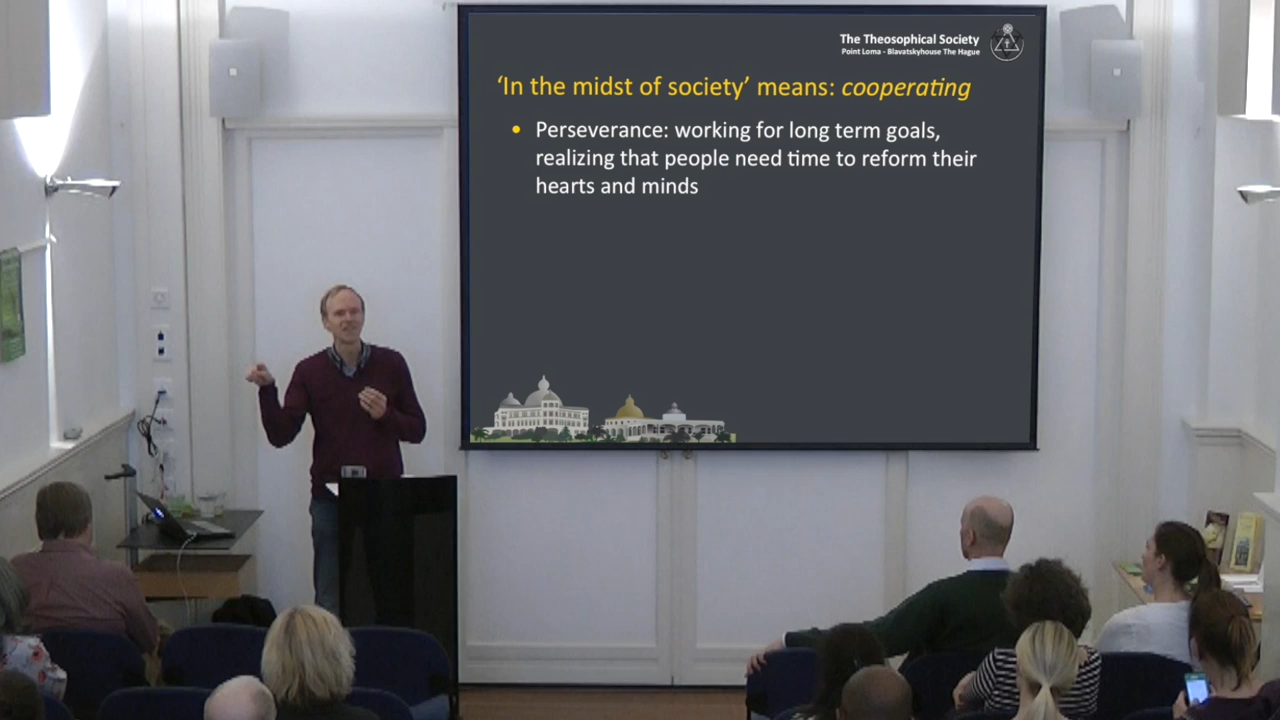 The Theosophical Society
Point Loma - Blavatskyhouse The Hague
‘In the midst of society’ means: cooperating
• Perseverance: working for long term goals,
realizing that people need time to reform their
hearts and minds